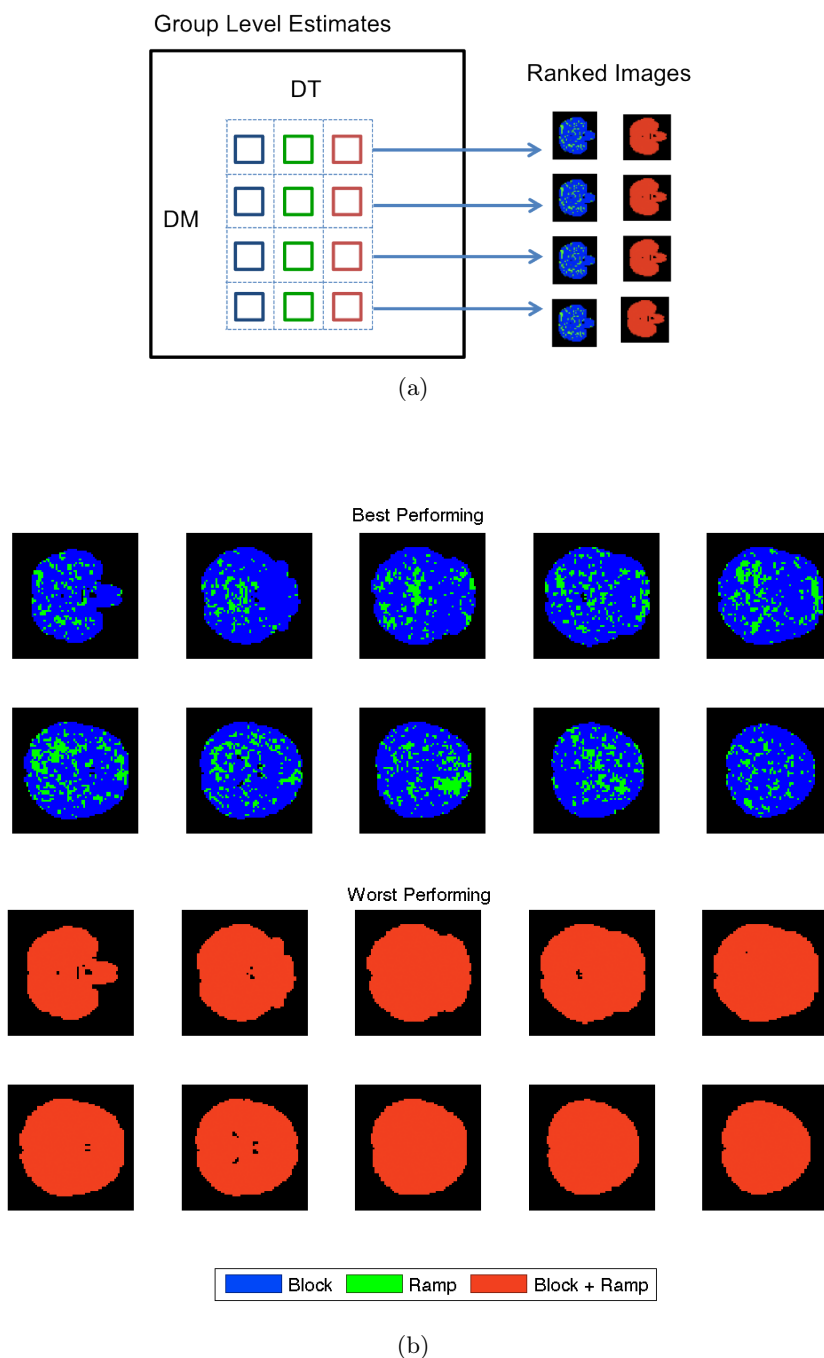 Group Level Estimates
Ranked Images
DT
DM
(a)
Best Performing
Worst Performing
Block
Ramp
Block + Ramp
(b)